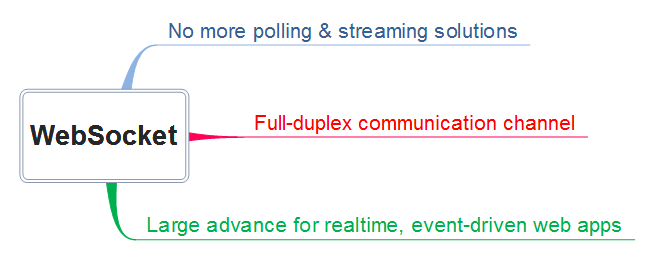 No more polling & streaming solutions
WebSocket
Full-duplex communication channel
Large advance for realtime, event-driven web apps